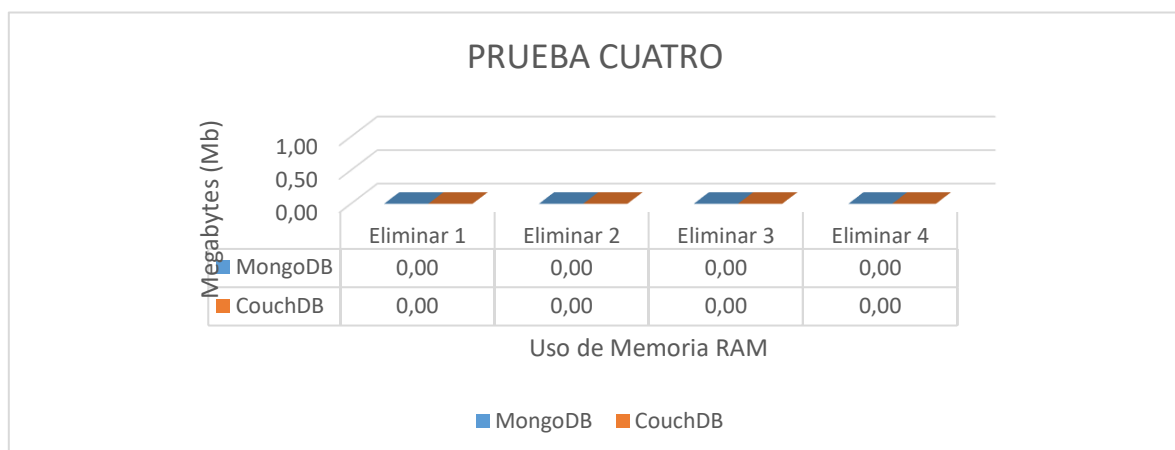 PRUEBA CUATRO
Megabytes (Mb)
1,00
0,50
0,00
Eliminar 1 Eliminar 2 Eliminar 3 Eliminar 4
MongoDB 0,00 0,00 0,00 0,00
CouchDB 0,00 0,00 0,00 0,00
Uso de Memoria RAM
MongoDB CouchDB